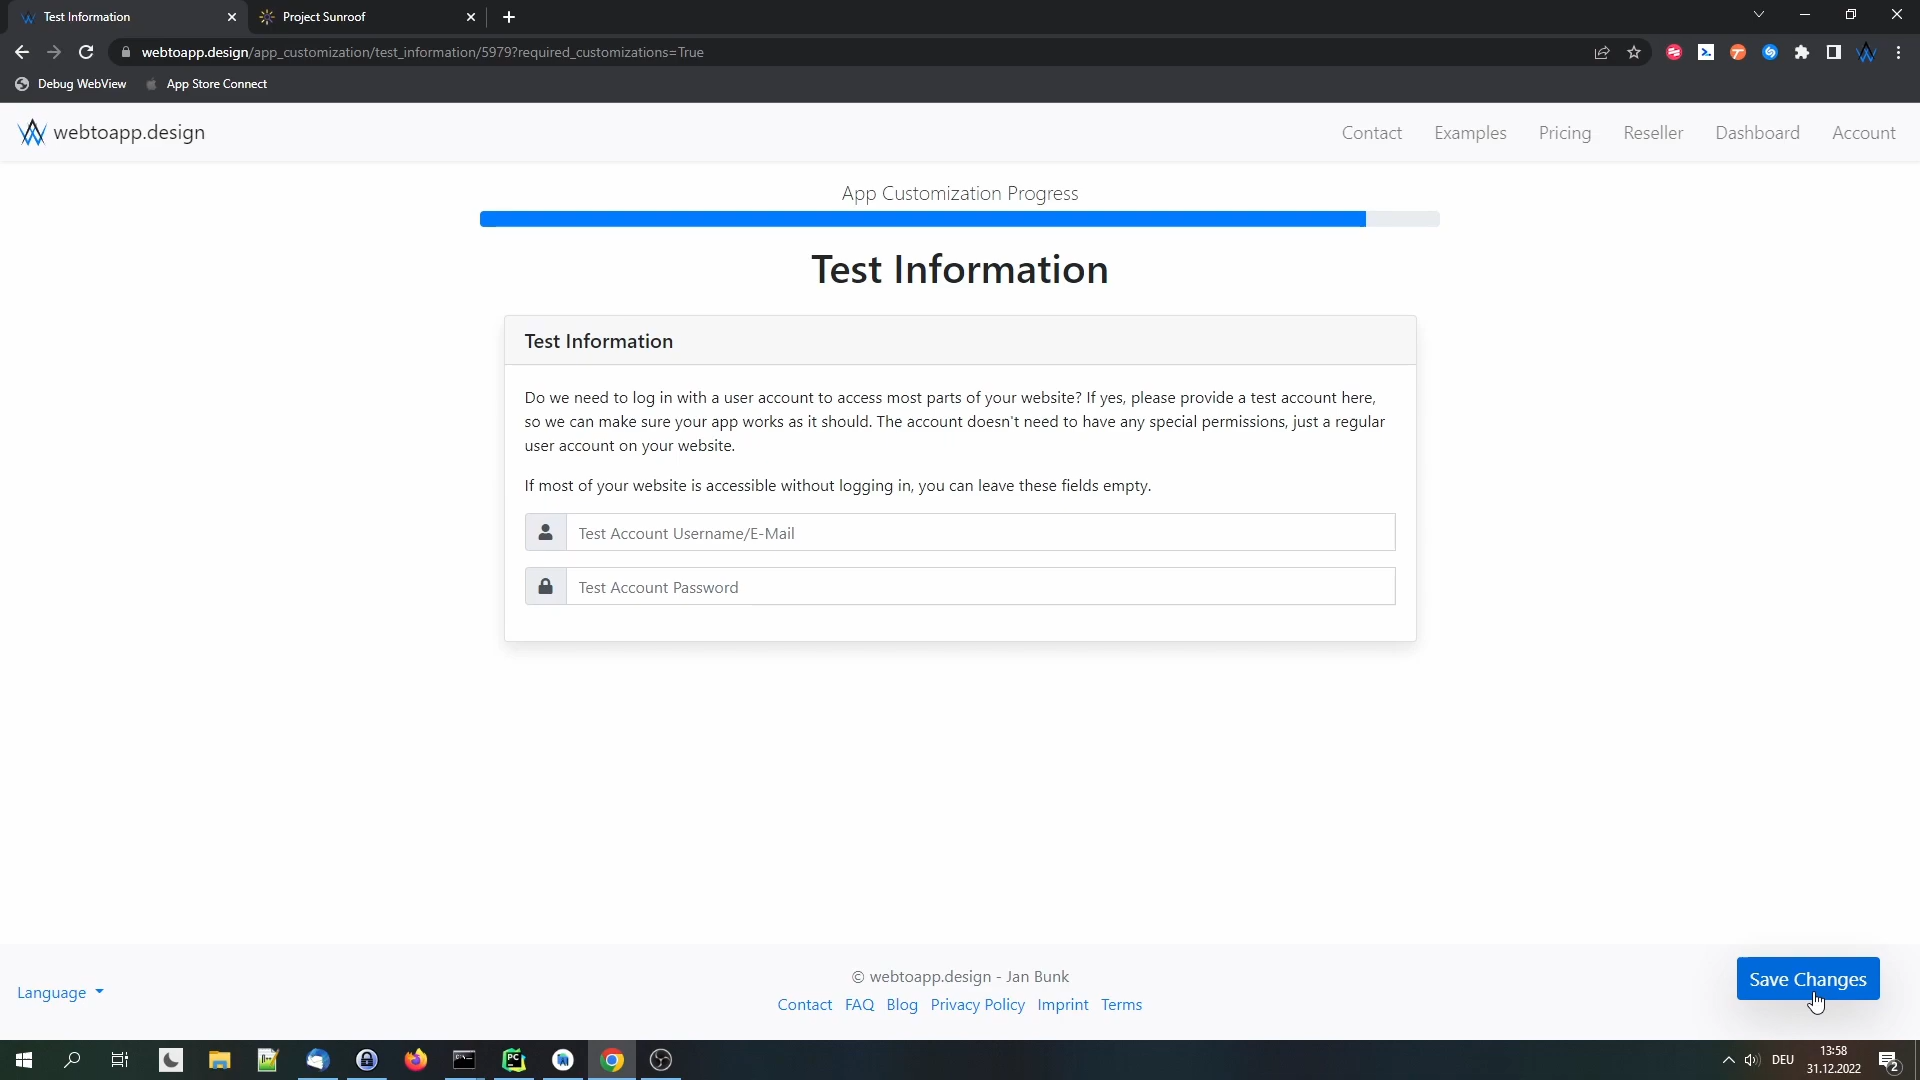 Test Information
Project Sunroof
webtoapp.design/app_customization/test_information/5979?required_customizations=True
Debug WebView
App Store Connect
webtoapp.design
Contact
Examples
Pricing
Reseller
Dashboard
Account
App Customization Progress
Test Information
Test Information
Do we need to log in with a user account to access most parts of your website? If yes, please provide a test account here,
so we can make sure your app works as it should. The account doesn't need to have any special permissions, just a regular
user account on your website.
If most of your website is accessible without logging in, you can leave these fields empty.
Test Account Username/E-Mail
Test Account Password
Language
© webtoapp.design - Jan Bunk
Contact FAQ Blog Privacy Policy Imprint Terms
Save Changes
DEU
13:58
31.12.2022
2